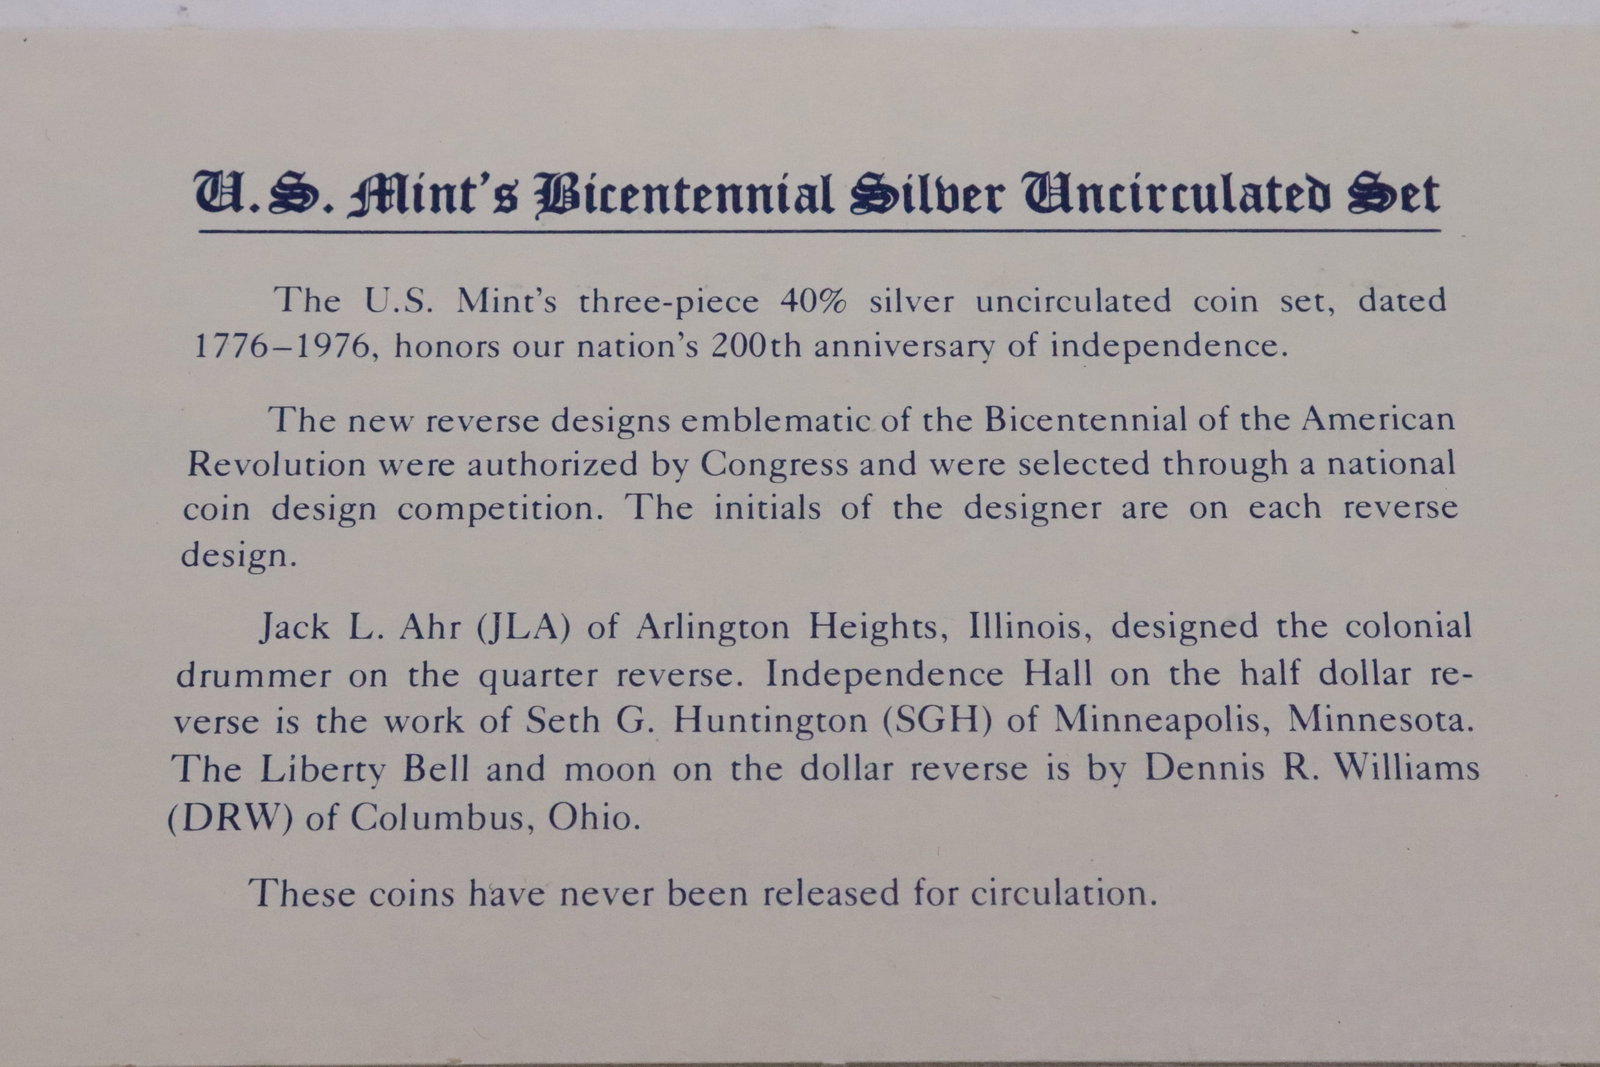 U.S. Mint's Bicentennial Silver Uncirculated Set
The U.S. Mint's three-piece 40% silver uncirculated coin set, dated
1776–1976, honors our nation's 200th anniversary of independence.
The new reverse designs emblematic of the Bicentennial of the American
Revolution were authorized by Congress and were selected through a national
coin design competition. The initials of the designer are on each reverse
design.
Jack L. Ahr (JLA) of Arlington Heights, Illinois, designed the colonial
drummer on the quarter reverse. Independence Hall on the half dollar re-
verse is the work of Seth G. Huntington (SGH) of Minneapolis, Minnesota.
The Liberty Bell and moon on the dollar reverse is by Dennis R. Williams
(DRW) of Columbus, Ohio.
These coins have never been released for circulation.